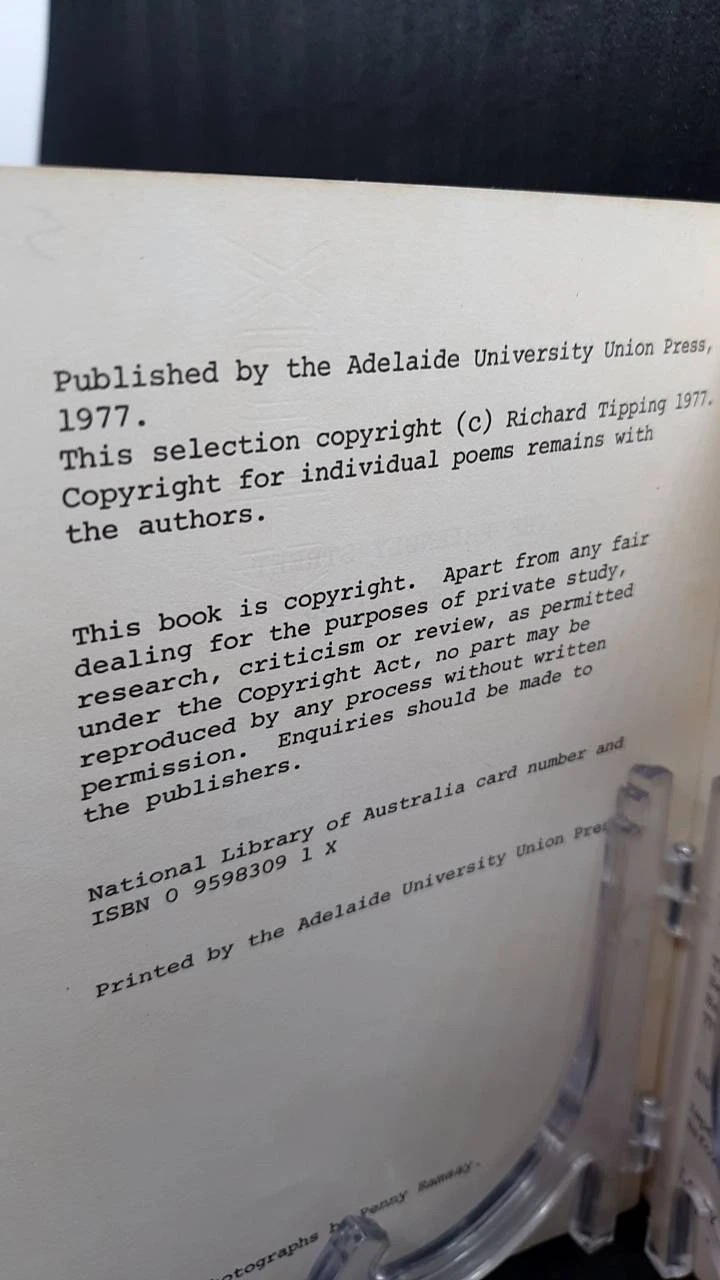 Published by the Adelaide University Union Press,
1977.
This selection copyright (c) Richard Tipping 1977.
Copyright for individual poems remains with
the authors.
This book is copyright. Apart from any fair
dealing for the purposes of private study,
research, criticism or review, as permitted
under the Copyright Act, no part may be
reproduced by any process without written
permission. Enquiries should be made to
the publishers.
National Library of Australia card number and
ISBN 0 9598309 1 X
Printed by the Adelaide University Union
Penny Ramsay.